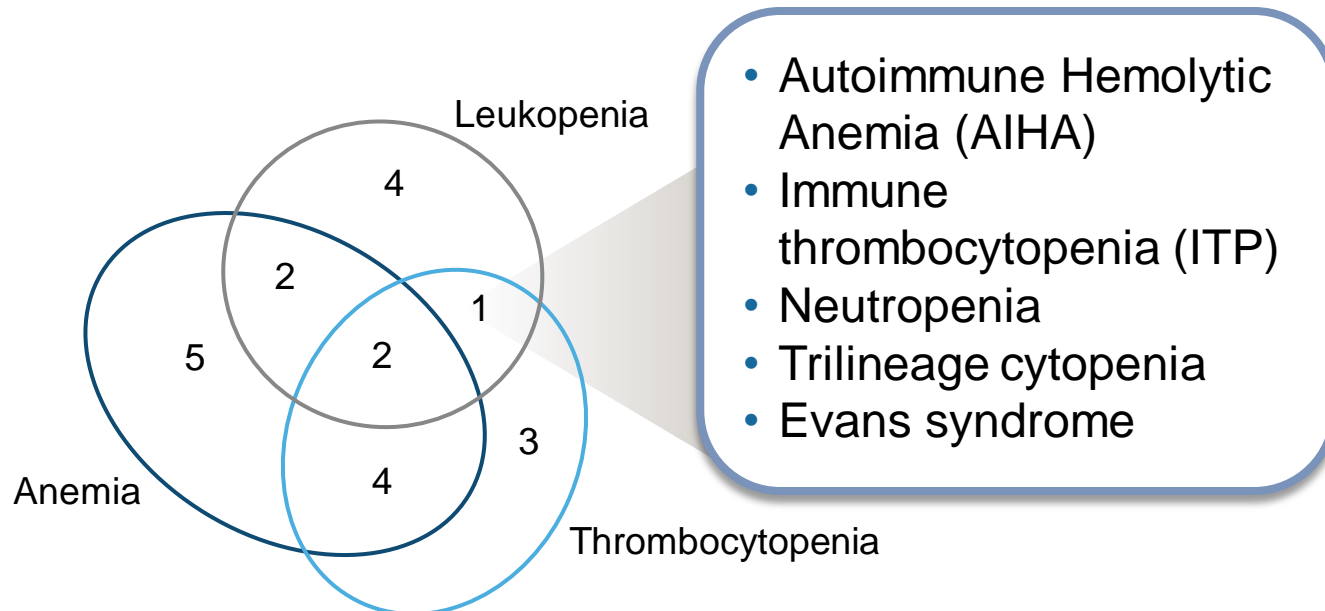 Leukopenia
4
2
1
5
2
3
4
Anemia
Thrombocytopenia
• Autoimmune Hemolytic
Anemia (AIHA)
• Immune
thrombocytopenia (ITP)
• Neutropenia
• Trilineage cytopenia
• Evans syndrome